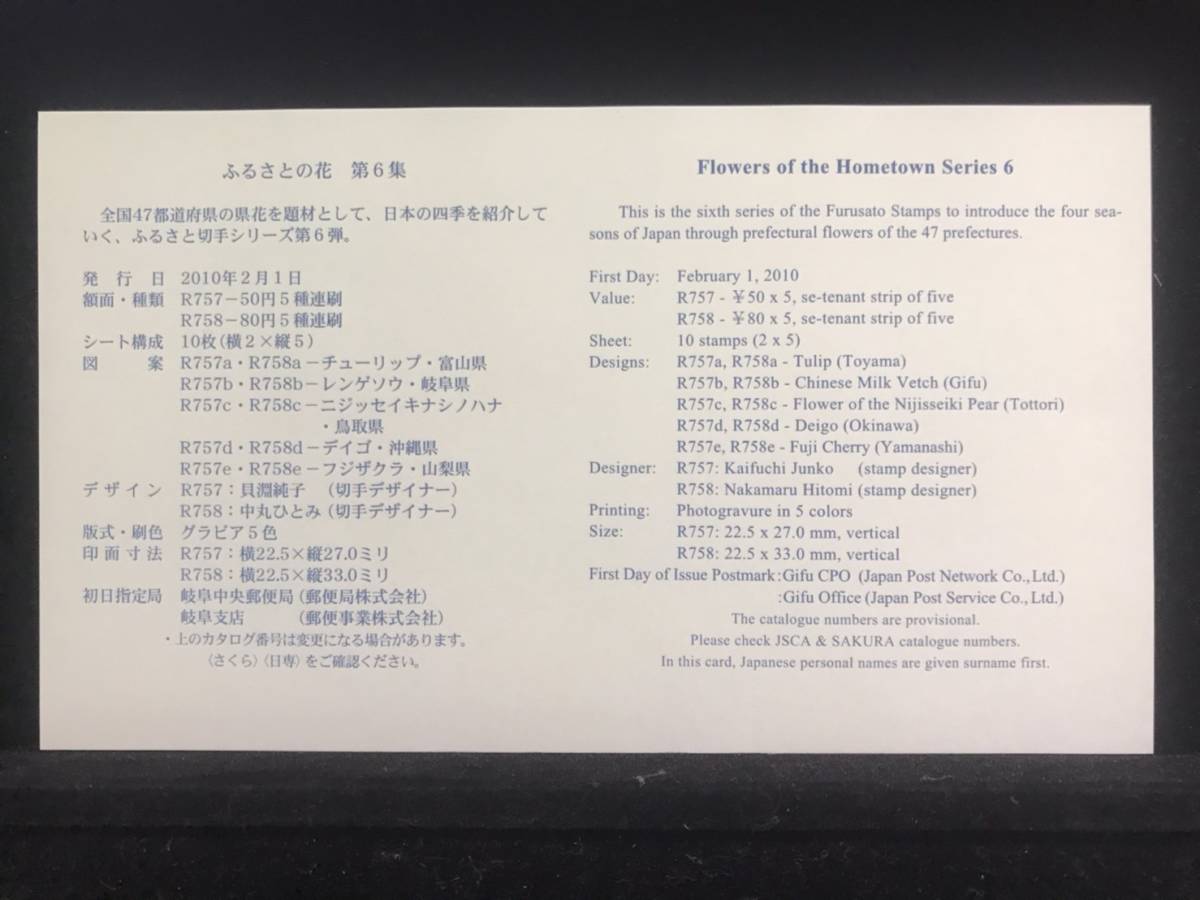 ふるさとの花　第６集
全国47都道府県の県花を題材として、日本の四季を紹介して
いく、ふるさと切手シリーズ第６弾。
発行日 2010年２月１日
額面・種類 R757－50円５種連刷
R758－80円５種連刷
シート構成 10枚(横２×縦５)
図案 R757a・R758a－チューリップ・富山県
R757b・R758b－レンゲソウ・岐阜県
R757c・R758c－ニジッセイキナシノハナ
・鳥取県
R757d・R758d－デイゴ・沖縄県
R757e・R758e－フジザクラ・山梨県
デザイン R757：貝淵純子　（切手デザイナー）
R758：中丸ひとみ（切手デザイナー）
版式・刷色 グラビア５色
印面寸法 R757：横22.5×縦27.0ミリ
R758：横22.5×縦33.0ミリ
初日指定局 岐阜中央郵便局（郵便局株式会社）
岐阜支店　　　（郵便事業株式会社）
・上のカタログ番号は変更になる場合があります。
〈さくら〉〈日専〉をご確認ください。
Flowers of the Hometown Series 6
This is the sixth series of the Furusato Stamps to introduce the four sea-
sons of Japan through prefectural flowers of the 47 prefectures.
First Day: February 1, 2010
Value: R757 - ￥50 x 5, se-tenant strip of five
R758 - ￥80 x 5, se-tenant strip of five
Sheet: 10 stamps (2 x 5)
Designs: R757a, R758a - Tulip (Toyama)
R757b, R758b - Chinese Milk Vetch (Gifu)
R757c, R758c - Flower of the Nijisseiki Pear (Tottori)
R757d, R758d - Deigo (Okinawa)
R757e, R758e - Fuji Cherry (Yamanashi)
Designer: R757: Kaifuchi Junko (stamp designer)
R758: Nakamaru Hitomi (stamp designer)
Printing: Photogravure in 5 colors
Size: R757: 22.5 x 27.0 mm, vertical
R758: 22.5 x 33.0 mm, vertical
First Day of Issue Postmark:Gifu CPO (Japan Post Network Co.,Ltd.)
:Gifu Office (Japan Post Service Co.,Ltd.)
The catalogue numbers are provisional.
Please check JSCA & SAKURA catalogue numbers.
In this card, Japanese personal names are given surname first.